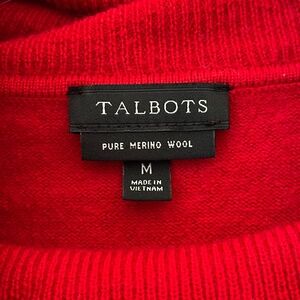 TALBOTS
PURE MERINO WOOL
M
MADE IN
VIETNAM